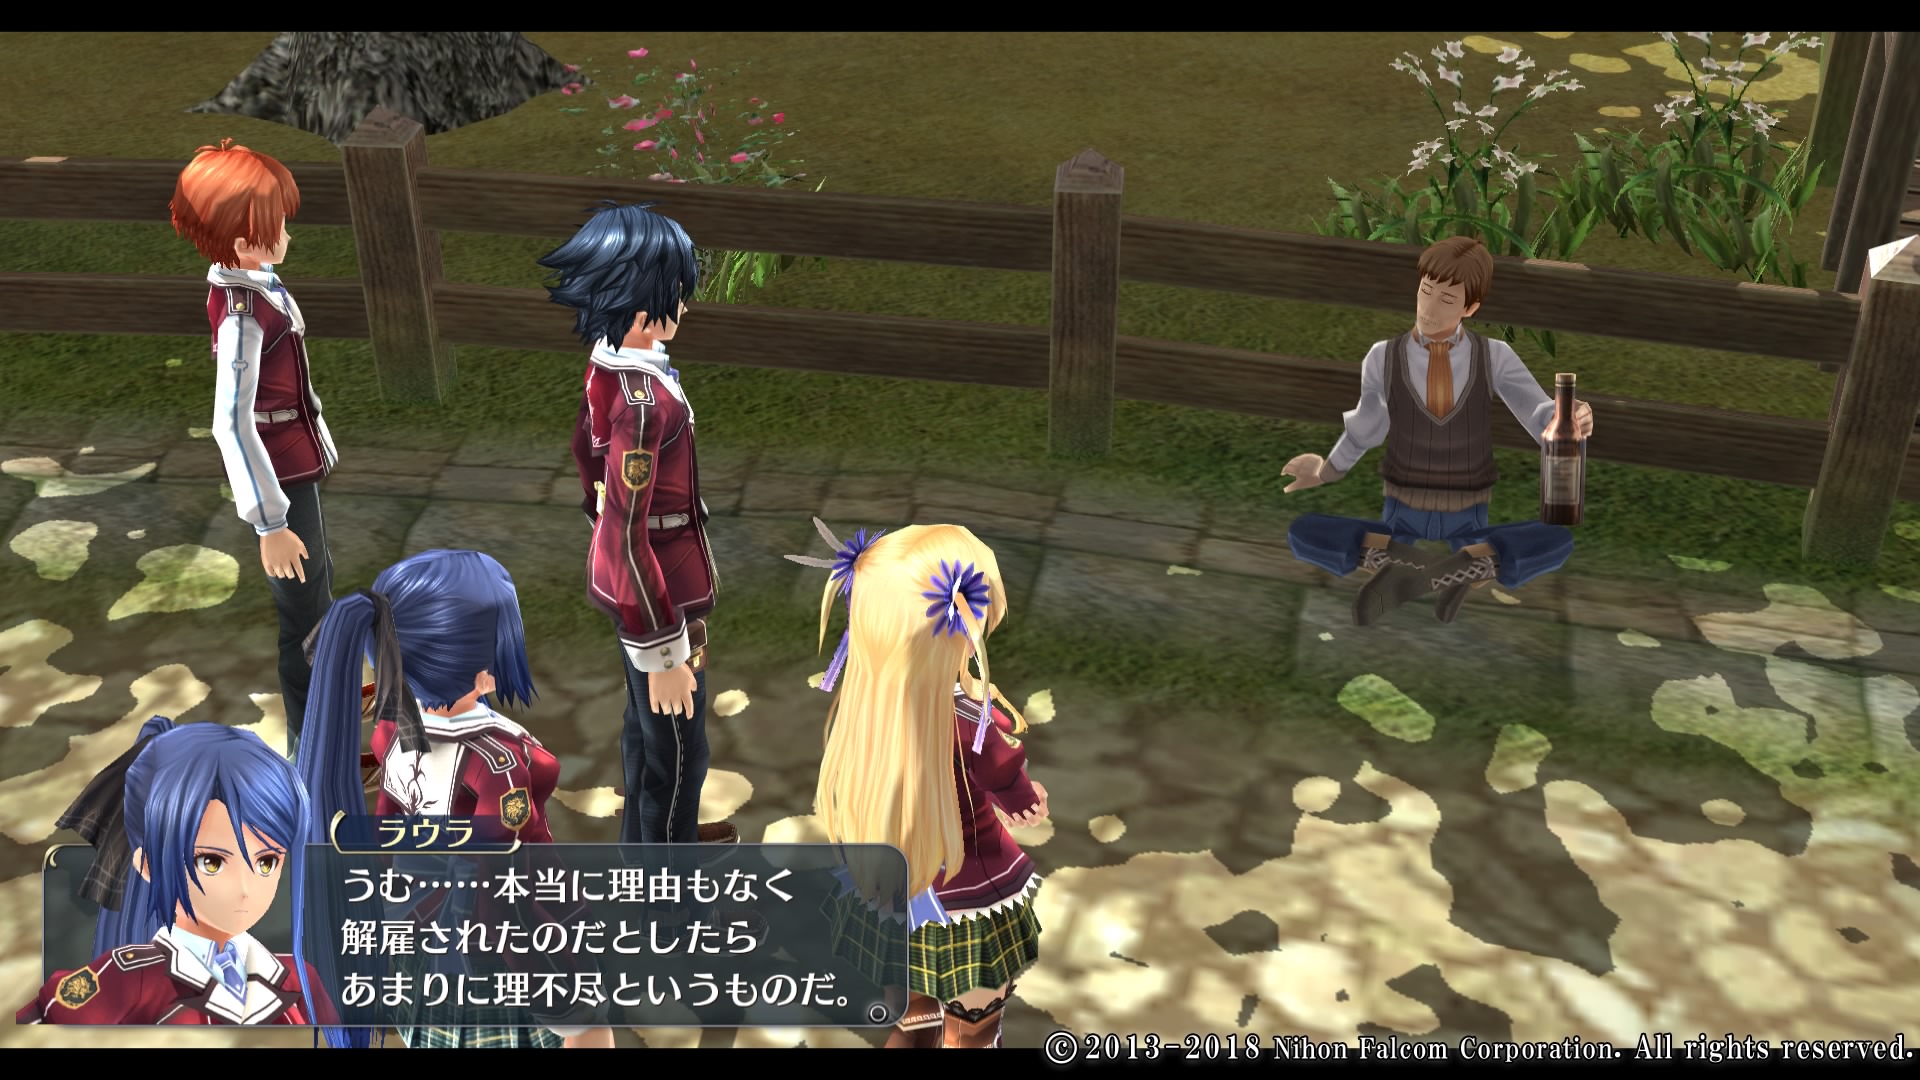 ラウラ
うむ……本当に理由もなく
解雇されたのだとしたら
あまりに理不尽というものだ。
©2013-2018 Nihon Falcom Corporation. All rights reserved.